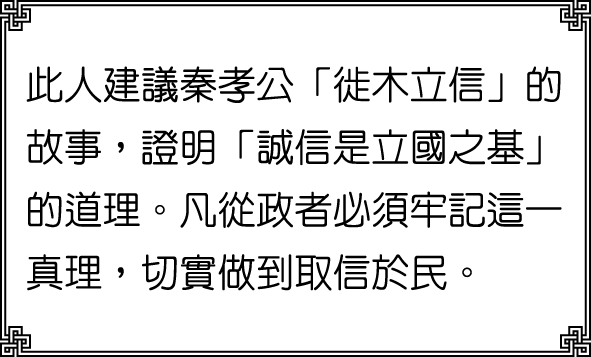 此人建議秦孝公「徙木立信」的
故事，證明「誠信是立國之基」
的道理。凡從政者必須牢記這一
真理，切實做到取信於民。